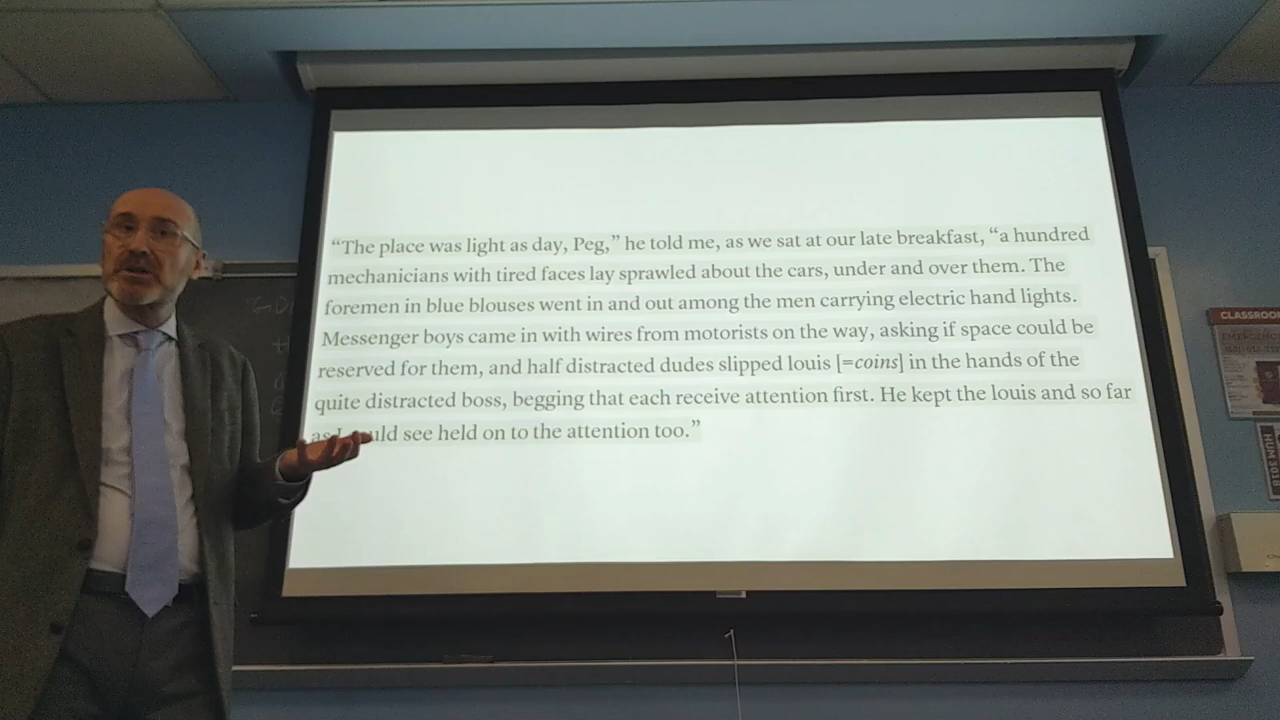 “The place was light as day, Peg,” he told me, as we sat at our late breakfast, “a hundred
mechanicians with tired faces lay sprawled about the cars, under and over them. The
foremen in blue blouses went in and out among the men carrying electric hand lights.
Messenger boys came in with wires from motorists on the way, asking if space could be
reserved for them, and half distracted dudes slipped louis [=coins] in the hands of the
quite distracted boss, begging that each receive attention first. He kept the louis and so far
as I could see held on to the attention too.”
CLASSROOM
EMERGENCY
HUM 3018